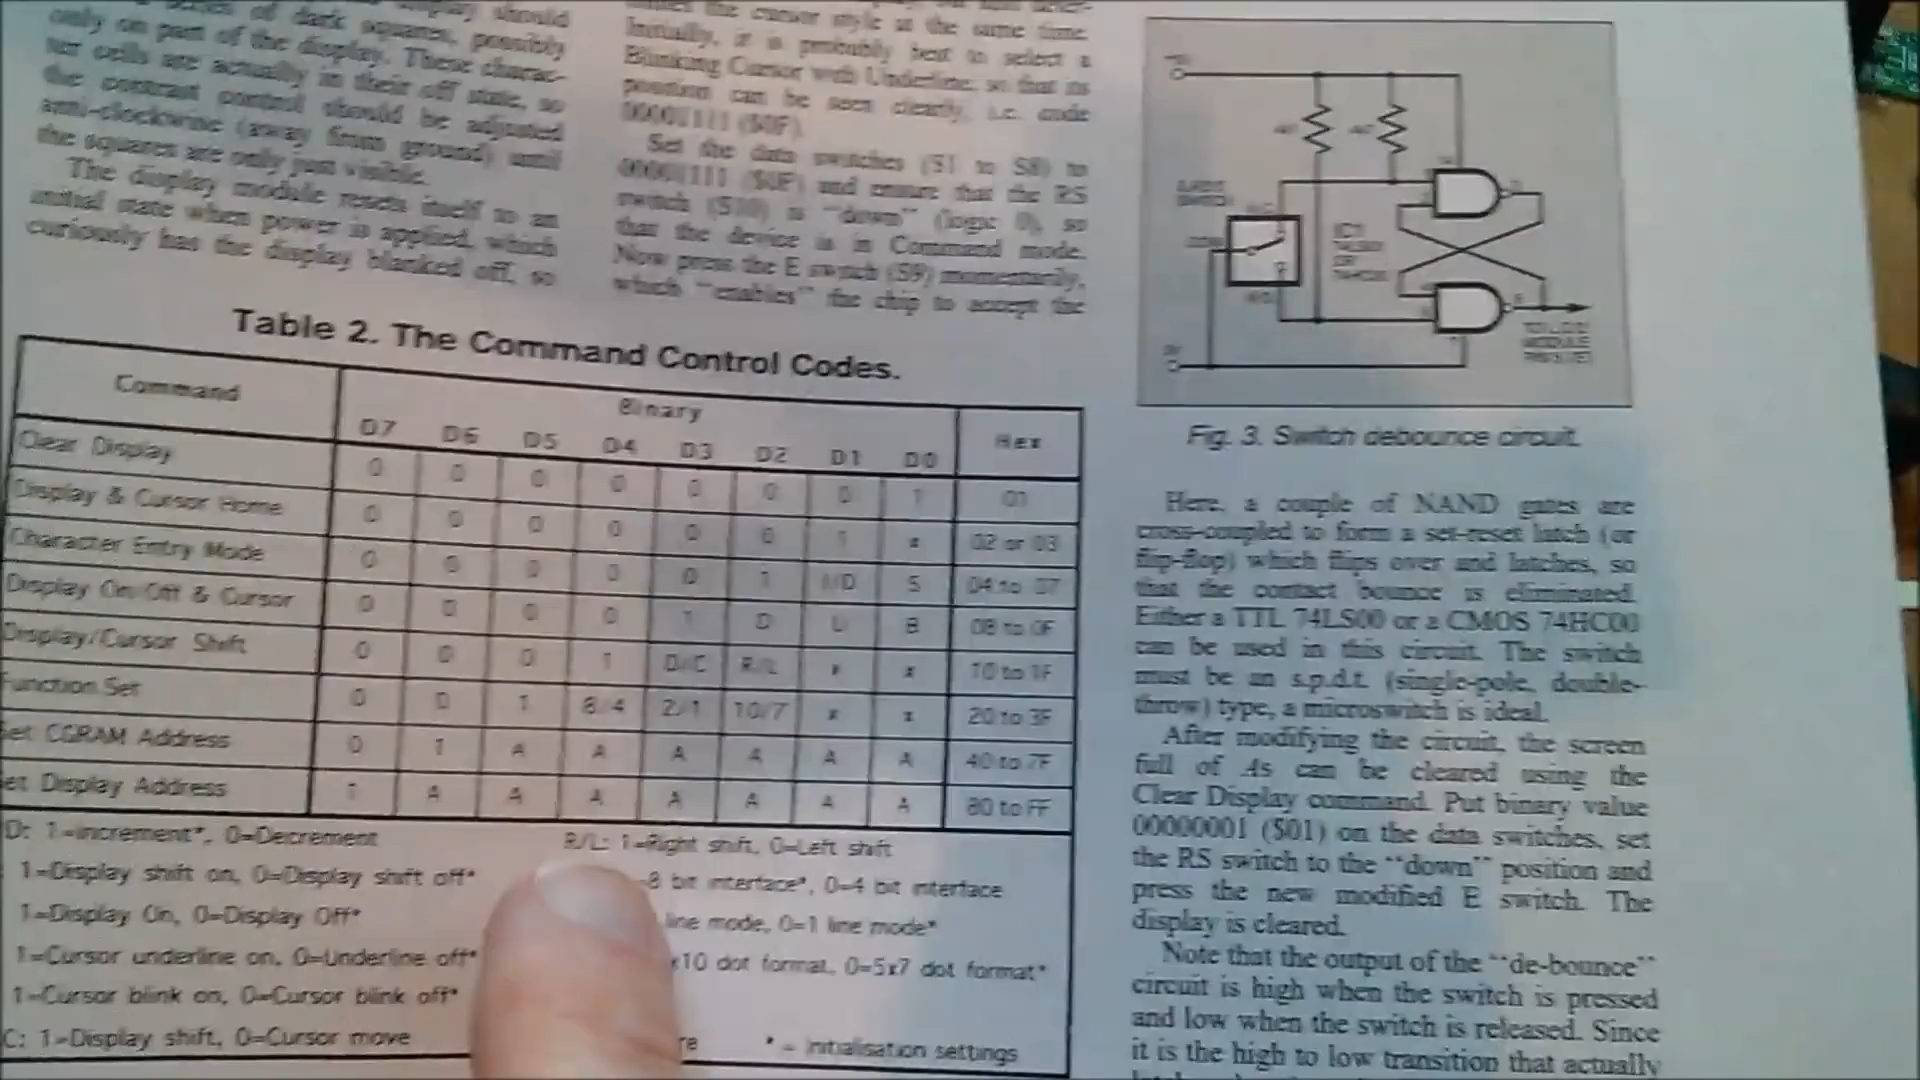 display should
of dark squares, possibly
only on part of the display. These charac-
ter cells are actually in their off state, so
the contrast control should be adjusted
anti-clockwise (away from ground) until
the squares are only just visible.
The display module resets itself to an
initial state when power is applied, which
curiously has the display blanked off, so
the cursor style at the same time.
Initially, it is probably best to select a
Blinking Cursor with Underline, so that its
position can be seen clearly, i.e. code
00001111 ($0F).
Set the data switches (S1 to S8) to
00001111 ($0F) and ensure that the RS
switch (S10) is "down" (logic 0), so
that the device is in Command mode.
Now press the E switch (S9) momentarily,
which "enables" the chip to accept the
Table 2. The Command Control Codes.
Command Binary Hex
D7 D6 D5 D4 D3 D2 D1 D0
Clear Display 0 0 0 0 0 0 0 1 01
Display & Cursor Home 0 0 0 0 0 0 1 x 02 or 03
Character Entry Mode 0 0 0 0 0 1 I/D S 04 to 07
Display On/Off & Cursor 0 0 0 0 1 D U B 08 to 0F
Display/Cursor Shift 0 0 0 1 D/C R/L x x 10 to 1F
Function Set 0 0 1 8/4 2/1 10/7 x x 20 to 3F
et CGRAM Address 0 1 A A A A A A 40 to 7F
et Display Address 1 A A A A A A A 80 to FF
D: 1=Increment*, 0=Decrement
1=Display shift on, 0=Display shift off*
1=Display On, 0=Display Off*
1=Cursor underline on, 0=Underline off*
1=Cursor blink on, 0=Cursor blink off*
C: 1=Display shift, 0=Cursor move
R/L: 1=Right shift, 0=Left shift
8 bit interface*, 0=4 bit interface
line mode, 0=1 line mode*
x10 dot format, 0=5x7 dot format*
re * = Initialisation settings
Fig. 3. Switch debounce circuit.
Here, a couple of NAND gates are
cross-coupled to form a set-reset latch (or
flip-flop) which flips over and latches, so
that the contact bounce is eliminated.
Either a TTL 74LS00 or a CMOS 74HC00
can be used in this circuit. The switch
must be an s.p.d.t. (single-pole, double-
throw) type, a microswitch is ideal.
After modifying the circuit, the screen
full of As can be cleared using the
Clear Display command. Put binary value
00000001 ($01) on the data switches, set
the RS switch to the "down" position and
press the new modified E switch. The
display is cleared.
Note that the output of the "de-bounce"
circuit is high when the switch is pressed
and low when the switch is released. Since
it is the high to low transition that actually